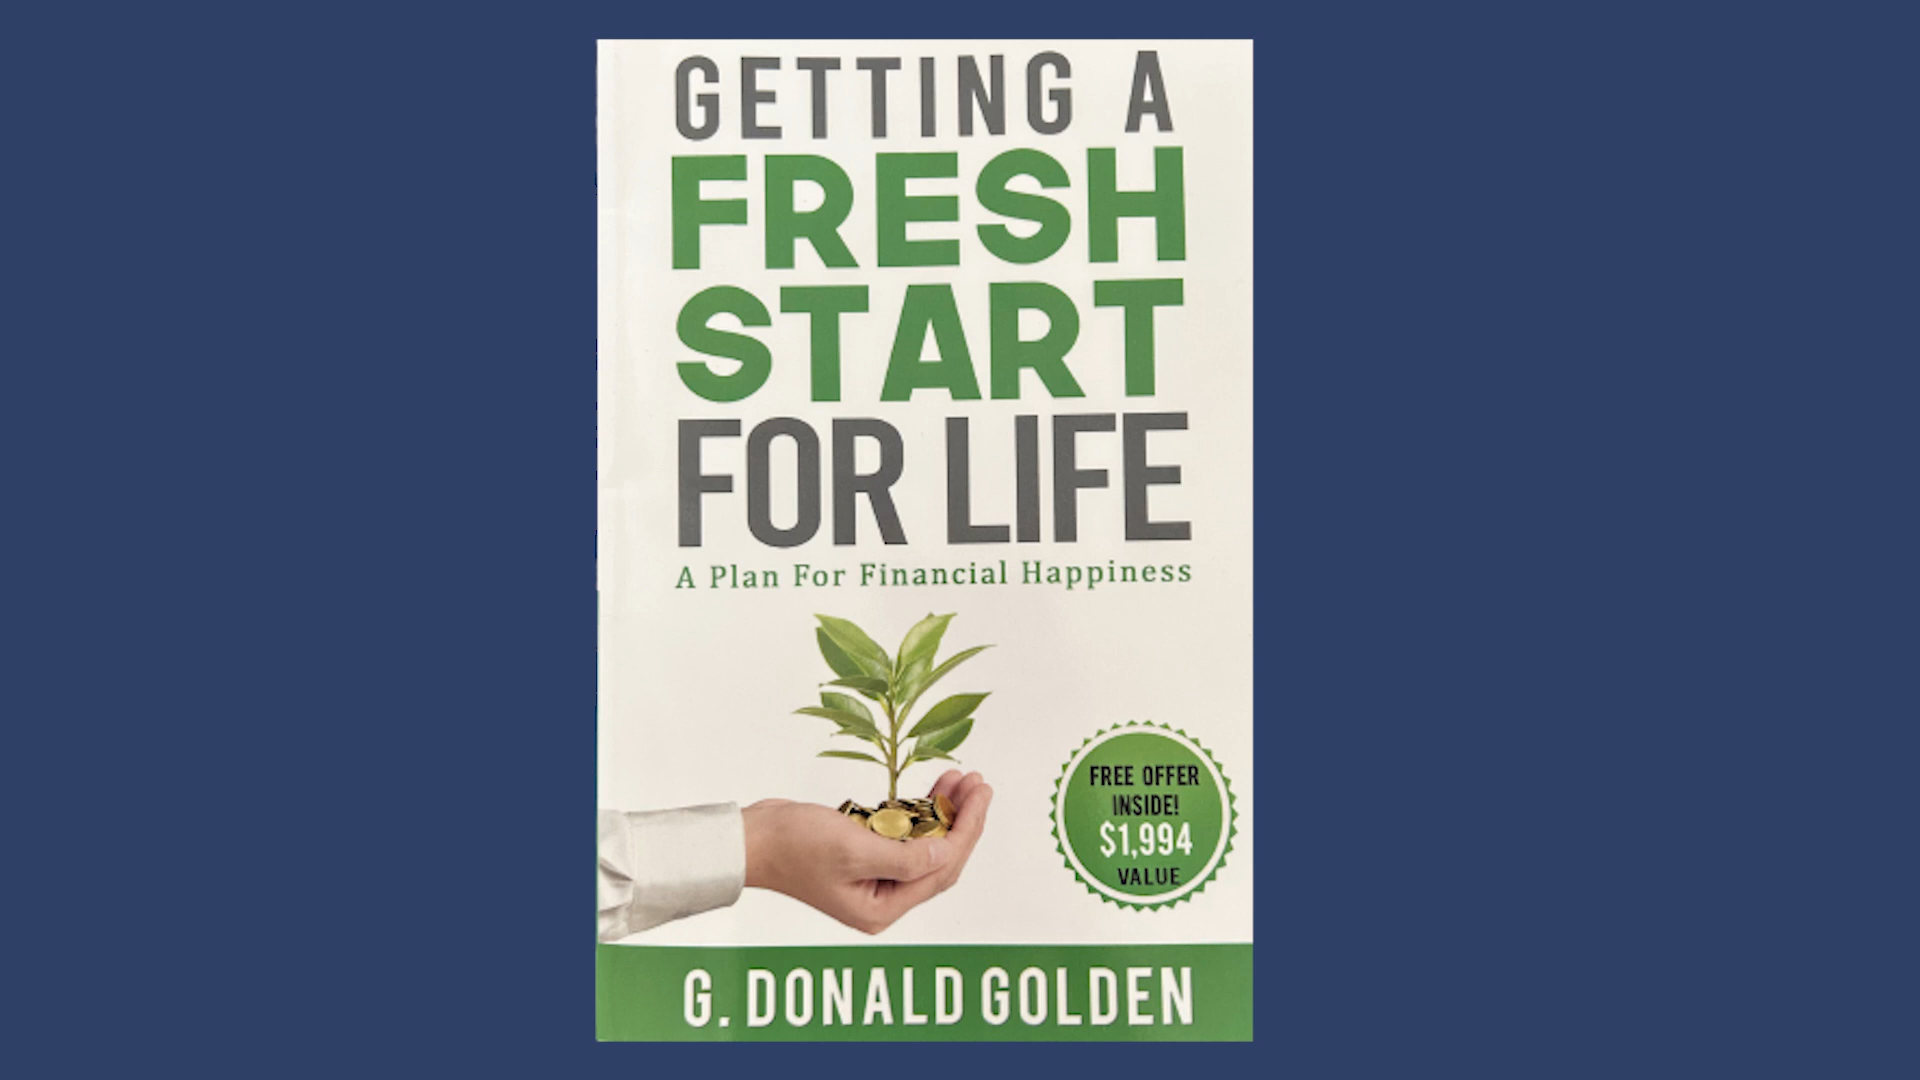 GETTING A
FRESH
START
FOR LIFE
A Plan For Financial Happiness
FREE OFFER
INSIDE!
$1,994
VALUE
G. DONALD GOLDEN